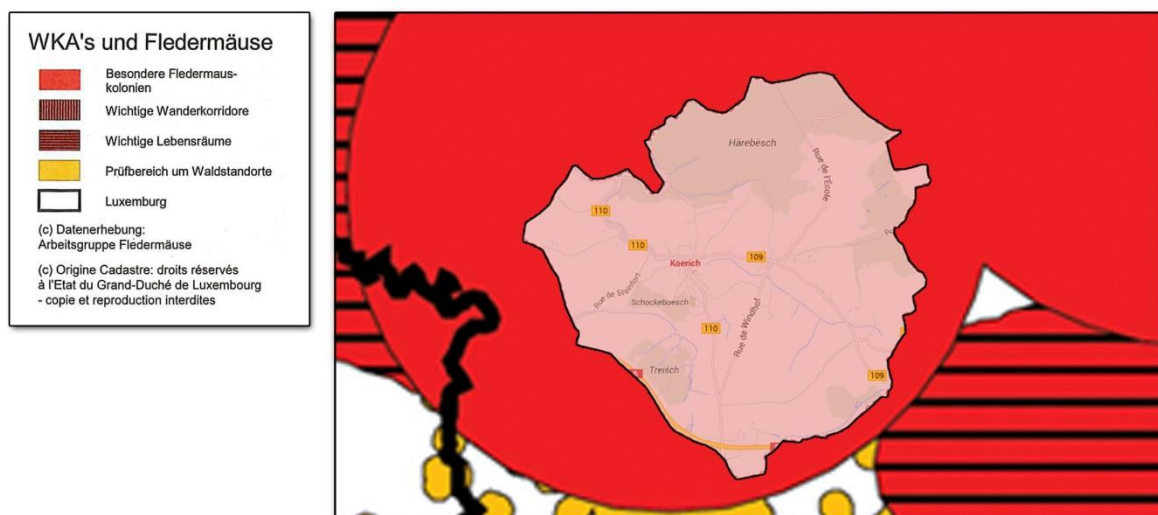 WKA's und Fledermäuse
Besondere Fledermaus-
kolonien
Wichtige Wanderkorridore
Wichtige Lebensräume
Prüfbereich um Waldstandorte
Luxemburg
(c) Datenerhebung:
Arbeitsgruppe Fledermäuse
(c) Origine Cadastre: droits réservés
à l'Etat du Grand-Duché de Luxembourg
- copie et reproduction interdites
Härebësch
Rue de l'École
110
110
109
Koerich
Rue de Steinfort
Schockeboesch
110
Rue de Windhof
Treisch
109